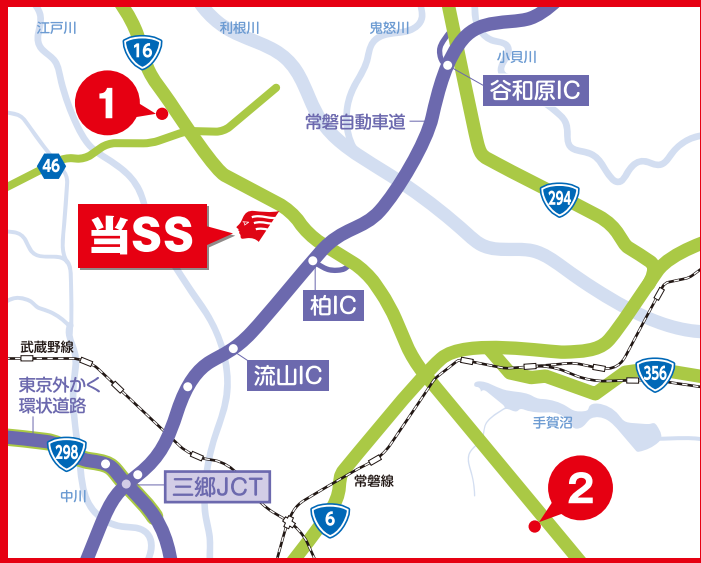 江戸川
利根川
鬼怒川
小貝川
16
1
谷和原IC
常磐自動車道
46
294
当SS
柏IC
武蔵野線
流山IC
356
東京外かく
環状道路
手賀沼
298
三郷JCT
常磐線
2
中川
6